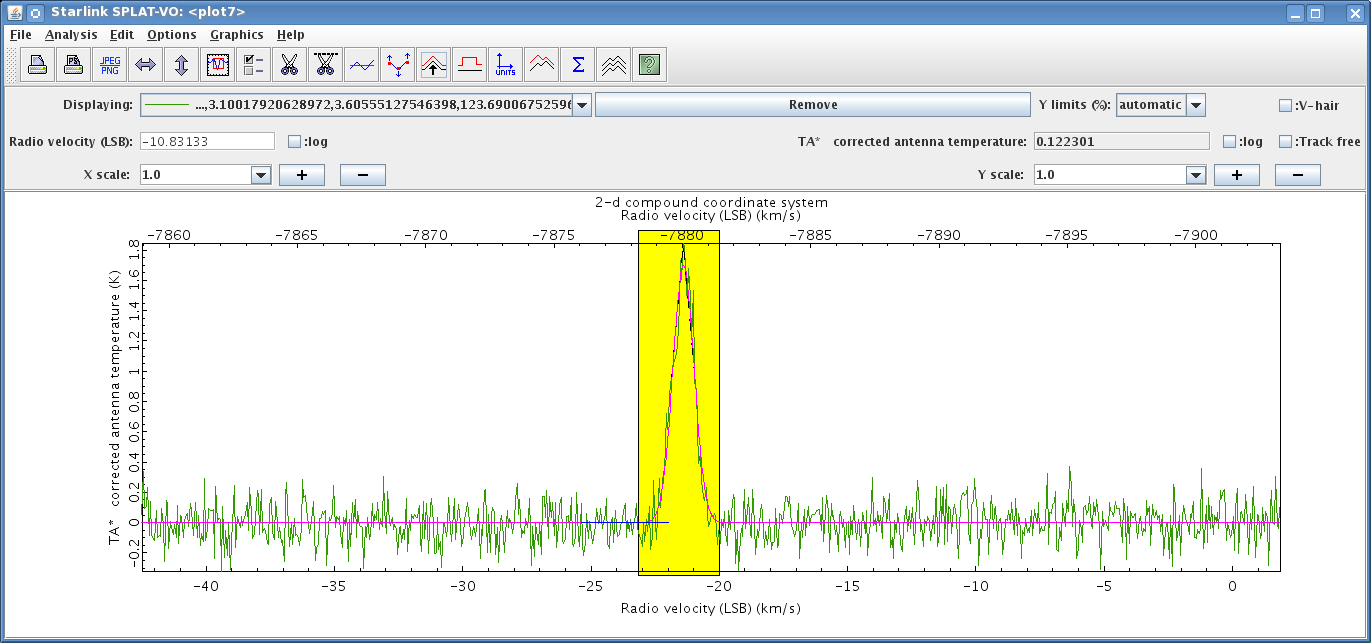 Starlink SPLAT-VO: <plot7>
File Analysis Edit Options Graphics Help
PS JPEG PNG UNITS Σ ?
Displaying: ...,3.10017920628972,3.60555127546398,123.69006752596 Remove Y limits (%): automatic :V-hair
Radio velocity (LSB): -10.83133 :log TA* corrected antenna temperature: 0.122301 :log :Track free
X scale: 1.0 + - Y scale: 1.0 + -
2-d compound coordinate system
Radio velocity (LSB) (km/s)
-7860 -7865 -7870 -7875 -7880 -7885 -7890 -7895 -7900
TA* corrected antenna temperature (K)
1.8
1.6
1.4
1.2
1
0.8
0.6
0.4
0.2
0
-0.2
-40 -35 -30 -25 -20 -15 -10 -5 0
Radio velocity (LSB) (km/s)